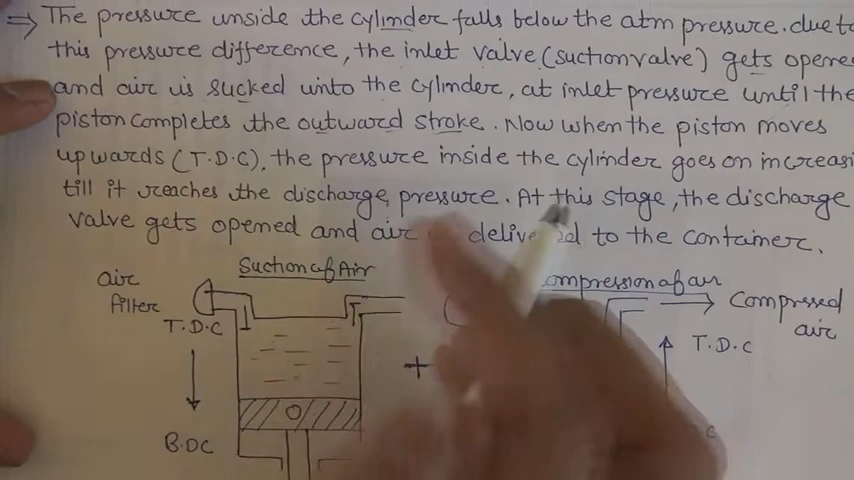 ⇒ The pressure unside the cylinder falls below the atm pressure. due to
this pressure difference, the inlet valve (suction valve) gets opene
and air is sucked unto the cylinder, at inlet pressure until the
piston completes the outward stroke. Now when the piston moves
upwards (T.D.C), the pressure inside the cylinder goes on increasi
till it reaches the discharge pressure. At this stage, the discharge
valve gets opened and air delive ed to the container.
Suction of Air
ompression of air
air
filter
T.D.C
B.DC
+
Compressed
air
T.D.C
C